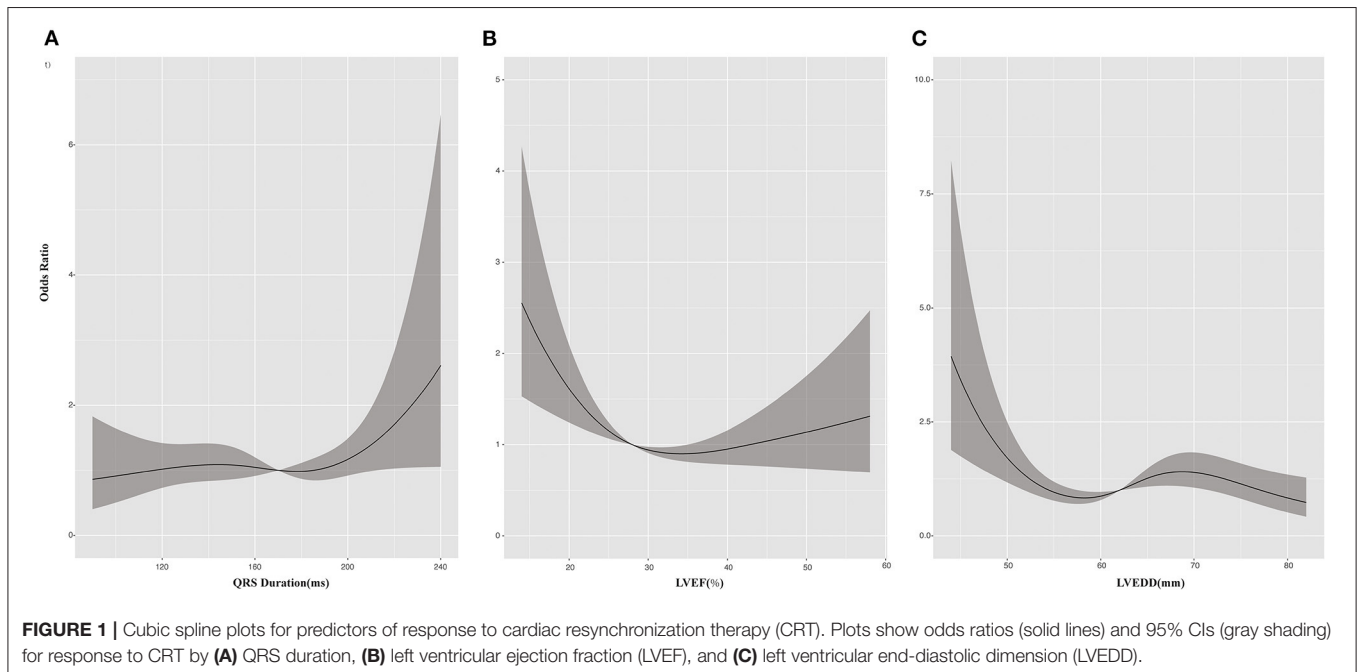 A
B
C
t)
6-
4-
2-
0-
Odds Ratio
120
160
200
240
QRS Duration(ms)
5-
4-
3-
2-
1-
0-
20
30
40
50
60
LVEF(%)
10.0-
7.5-
5.0-
2.5-
0.0-
50
60
70
80
LVEDD(mm)
FIGURE 1 | Cubic spline plots for predictors of response to cardiac resynchronization therapy (CRT). Plots show odds ratios (solid lines) and 95% CIs (gray shading)
for response to CRT by (A) QRS duration, (B) left ventricular ejection fraction (LVEF), and (C) left ventricular end-diastolic dimension (LVEDD).